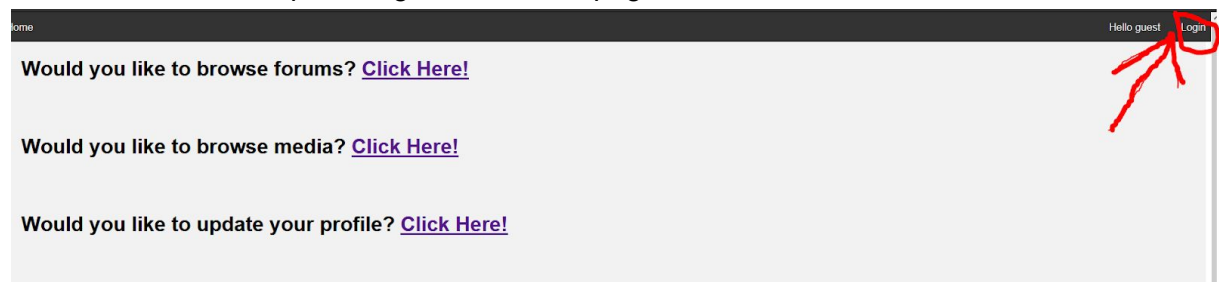 ome Hello guest Login
Would you like to browse forums? Click Here!
Would you like to browse media? Click Here!
Would you like to update your profile? Click Here!